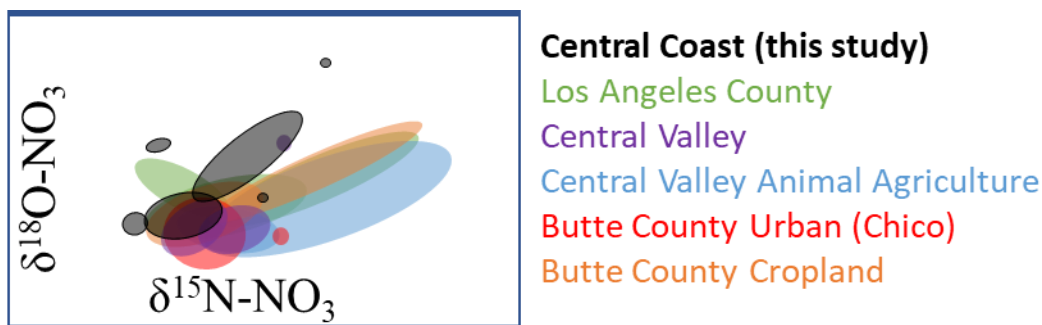 δ¹⁸O-NO₃
δ¹⁵N-NO₃
Central Coast (this study)
Los Angeles County
Central Valley
Central Valley Animal Agriculture
Butte County Urban (Chico)
Butte County Cropland